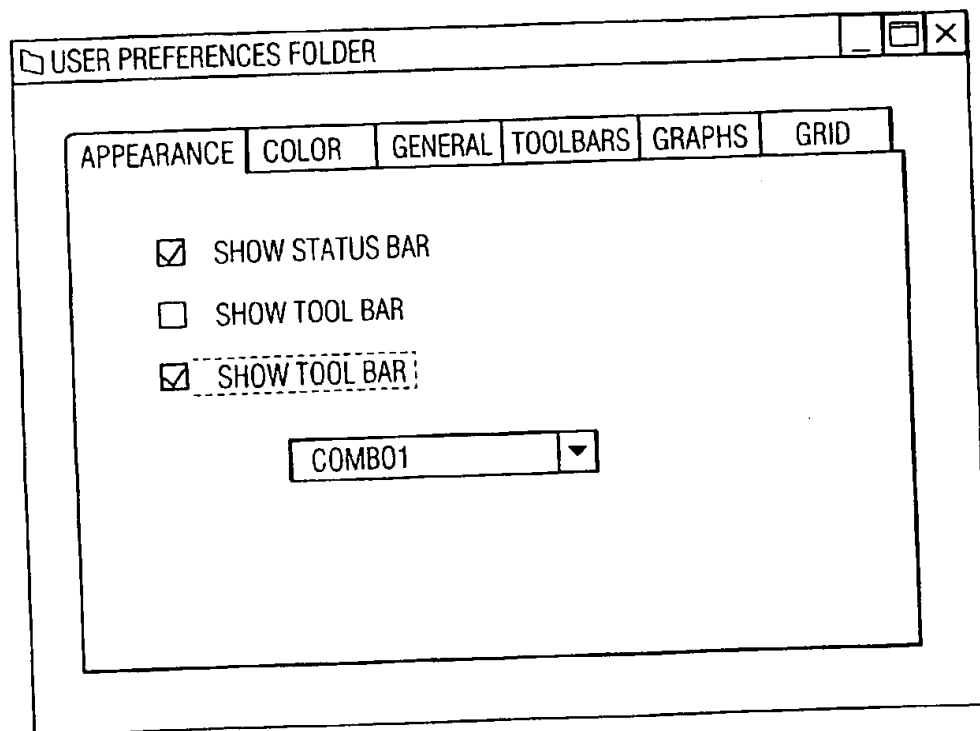 USER PREFERENCES FOLDER
APPEARANCE COLOR GENERAL TOOLBARS GRAPHS GRID
SHOW STATUS BAR
SHOW TOOL BAR
SHOW TOOL BAR
COMBO1